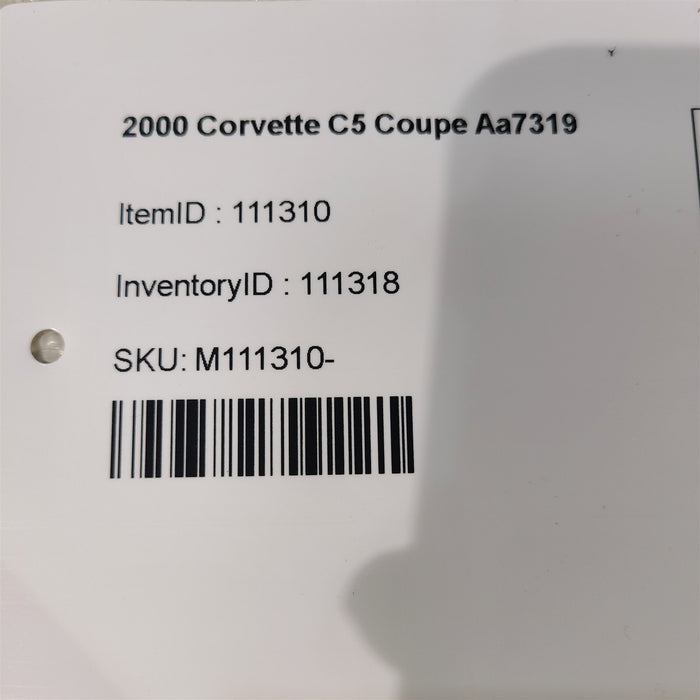 2000 Corvette C5 Coupe Aa7319
ItemID : 111310
InventoryID : 111318
SKU: M111310-